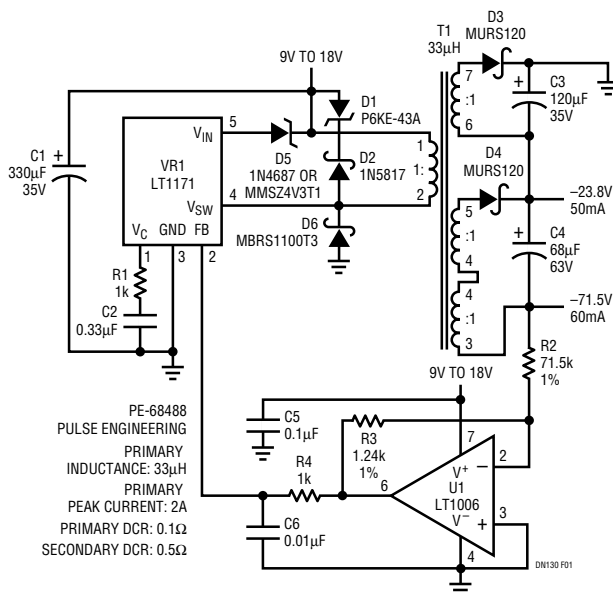 9V TO 18V
T1
33µH
D3
MURS120
7
:1
6
+
C3
120µF
35V
C1
330µF
35V
+
5
VIN
VR1
LT1171
4
VSW
VC GND FB
1 3 2
D1
P6KE-43A
D5
1N4687 OR
MMSZ4V3T1
D2
1N5817
D6
MBRS1100T3
1
1:
2
D4
MURS120
5
:1
4
4
:1
3
–23.8V
50mA
+
C4
68µF
63V
–71.5V
60mA
R1
1k
C2
0.33µF
R2
71.5k
1%
9V TO 18V
PE-68488
PULSE ENGINEERING
PRIMARY
INDUCTANCE: 33µH
PRIMARY
PEAK CURRENT: 2A
PRIMARY DCR: 0.1Ω
SECONDARY DCR: 0.5Ω
C5
0.1µF
R3
1.24k
1%
R4
1k
C6
0.01µF
6
7
V+
U1
LT1006
V–
4
–
2
+
3
DN130 F01